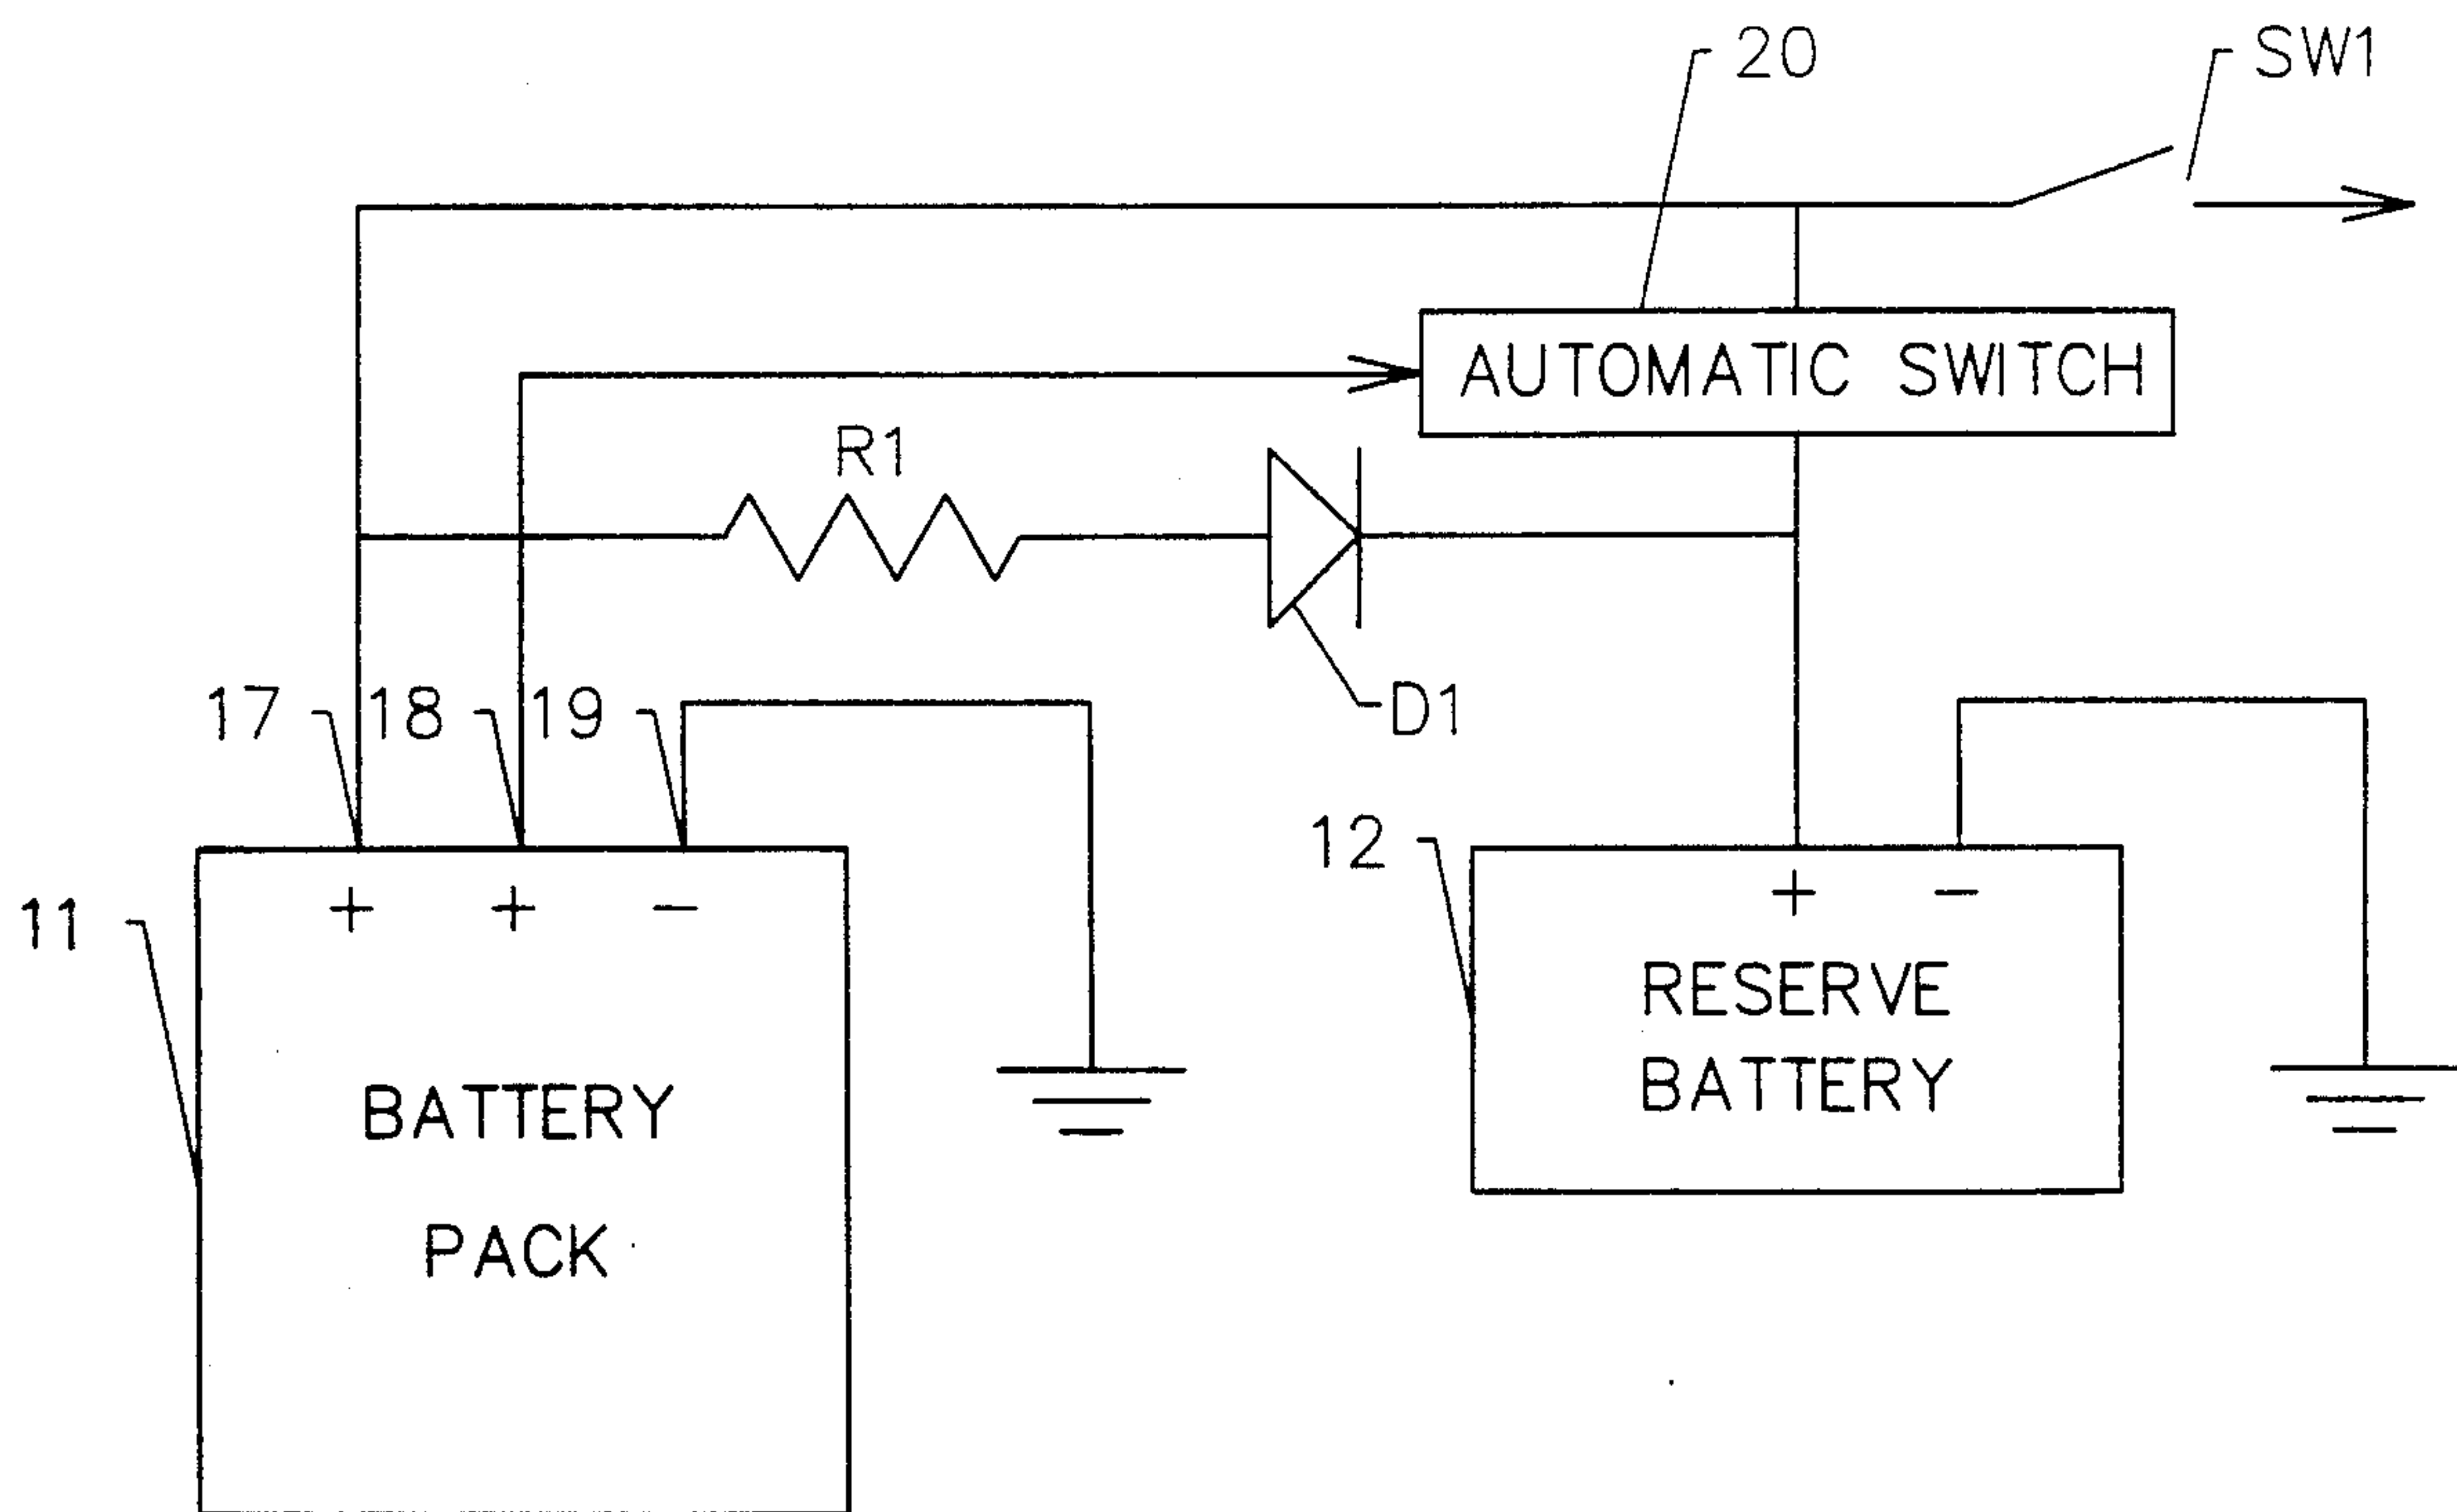 20
SW1
AUTOMATIC SWITCH
R1
17
18
19
D1
12
11
+ + -
+ -
RESERVE
BATTERY
BATTERY
PACK